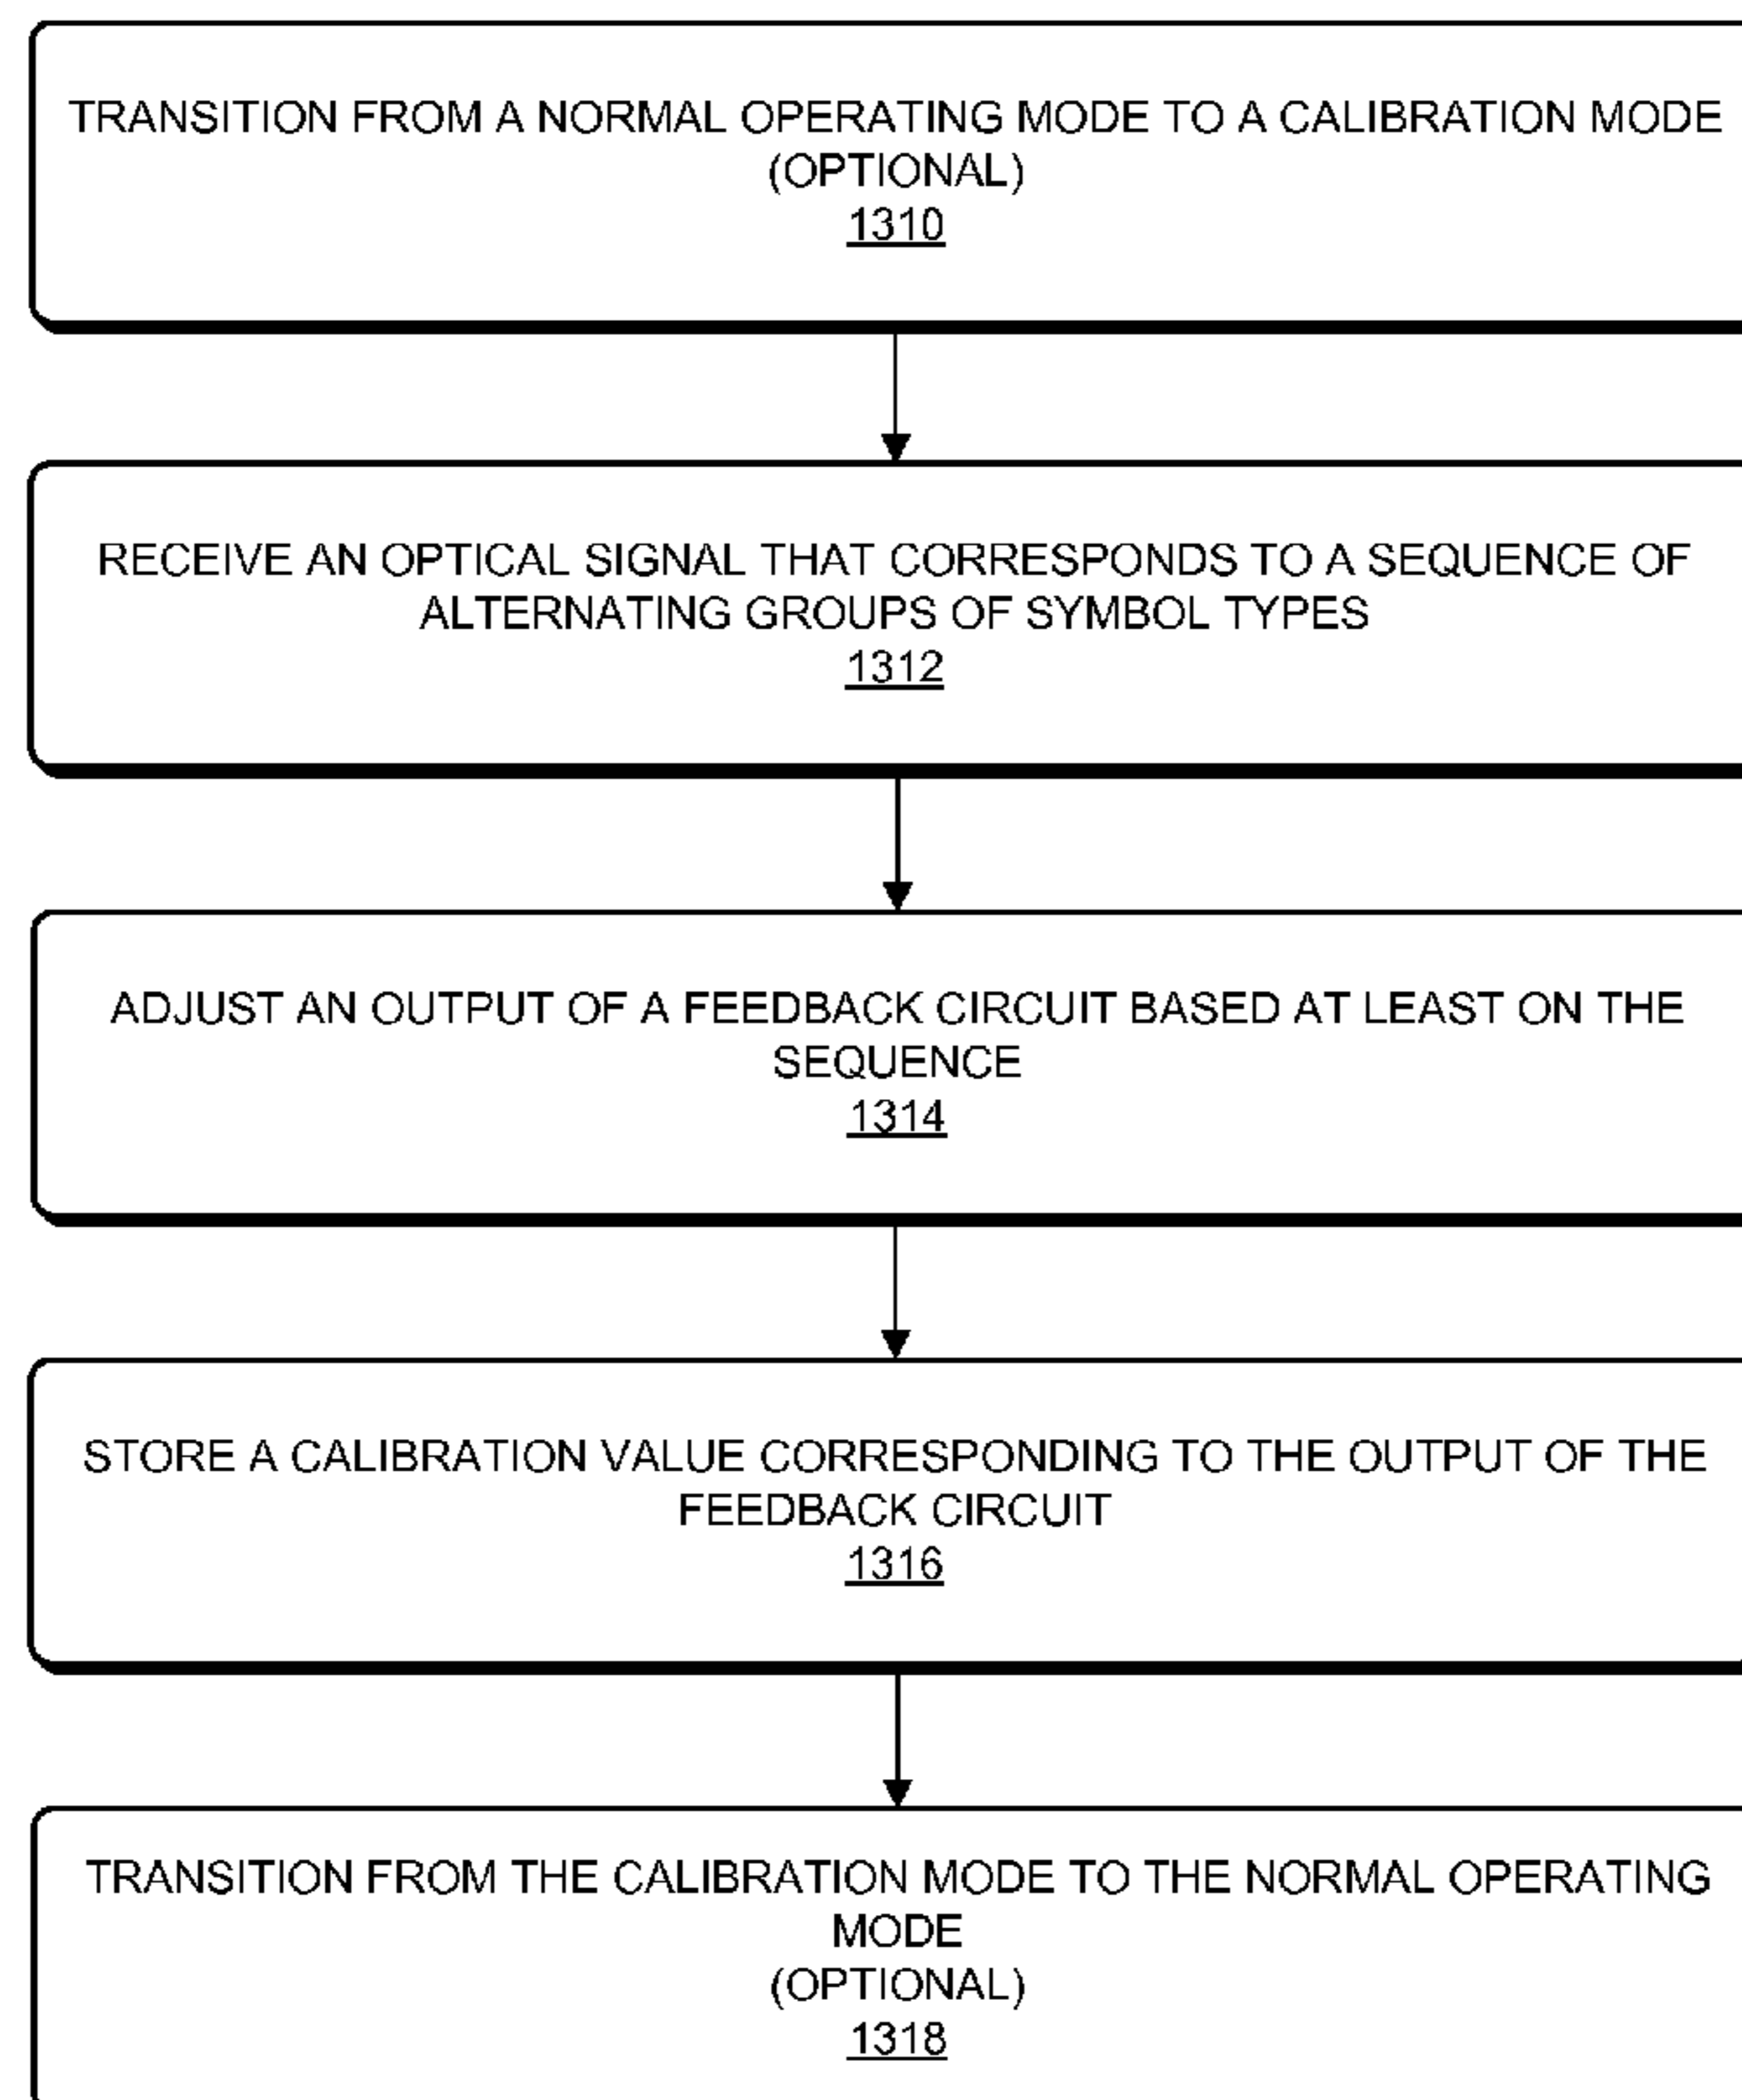 TRANSITION FROM A NORMAL OPERATING MODE TO A CALIBRATION MODE
(OPTIONAL)
1310
RECEIVE AN OPTICAL SIGNAL THAT CORRESPONDS TO A SEQUENCE OF
ALTERNATING GROUPS OF SYMBOL TYPES
1312
ADJUST AN OUTPUT OF A FEEDBACK CIRCUIT BASED AT LEAST ON THE
SEQUENCE
1314
STORE A CALIBRATION VALUE CORRESPONDING TO THE OUTPUT OF THE
FEEDBACK CIRCUIT
1316
TRANSITION FROM THE CALIBRATION MODE TO THE NORMAL OPERATING
MODE
(OPTIONAL)
1318